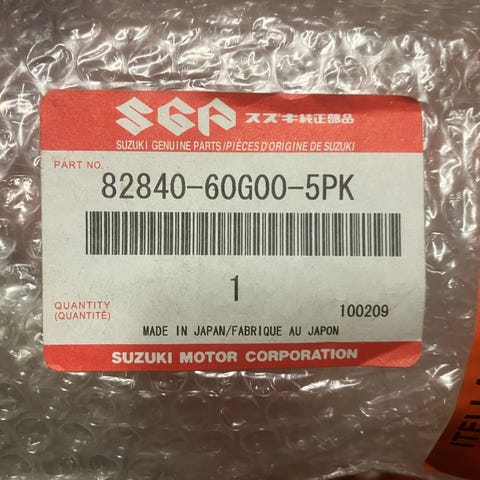 SGP スズキ純正部品
SUZUKI GENUINE PARTS/PIÈCES D'ORIGINE DE SUZUKI
PART NO.
82840-60G00-5PK
1
QUANTITY
(QUANTITÉ)
100209
MADE IN JAPAN/FABRIQUE AU JAPON
SUZUKI MOTOR CORPORATION